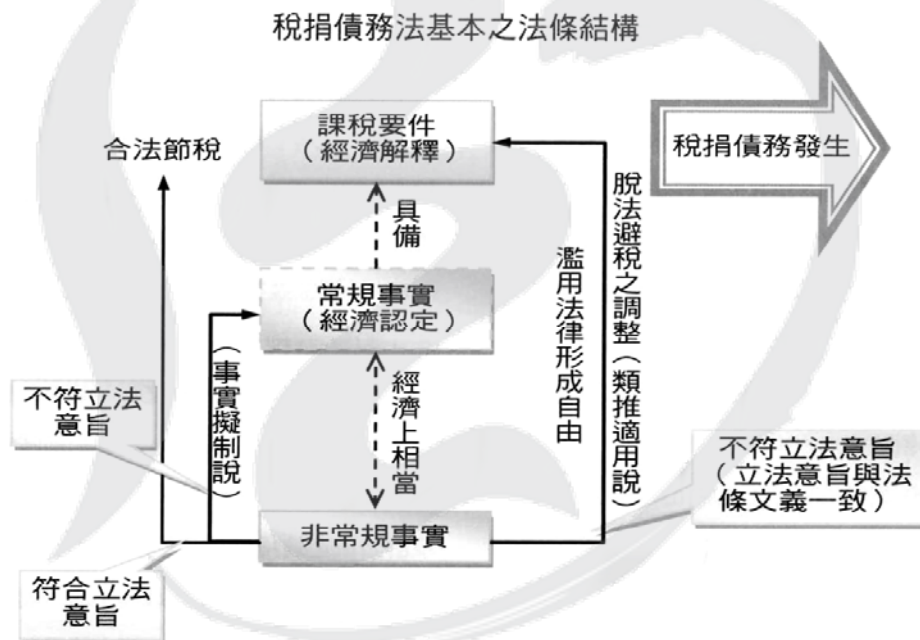 稅捐債務法基本之法條結構
課稅要件
（經濟解釋）
稅捐債務發生
合法節稅
具備
脫法避稅之調整（類推適用說）
濫用法律形成自由
常規事實
（經濟認定）
（事實擬制說）
經濟上相當
不符立法
意旨
不符立法意旨
（立法意旨與法
條文義一致）
非常規事實
符合立法
意旨